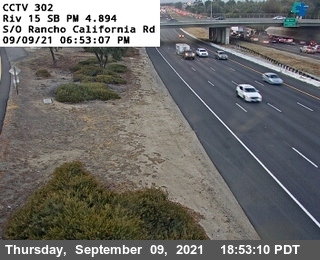 CCTV 302
Riv 15 SB PM 4.894
S/O Rancho California Rd
09/09/21 06:53:07 PM
Thursday, September 09, 2021 18:53:10 PDT